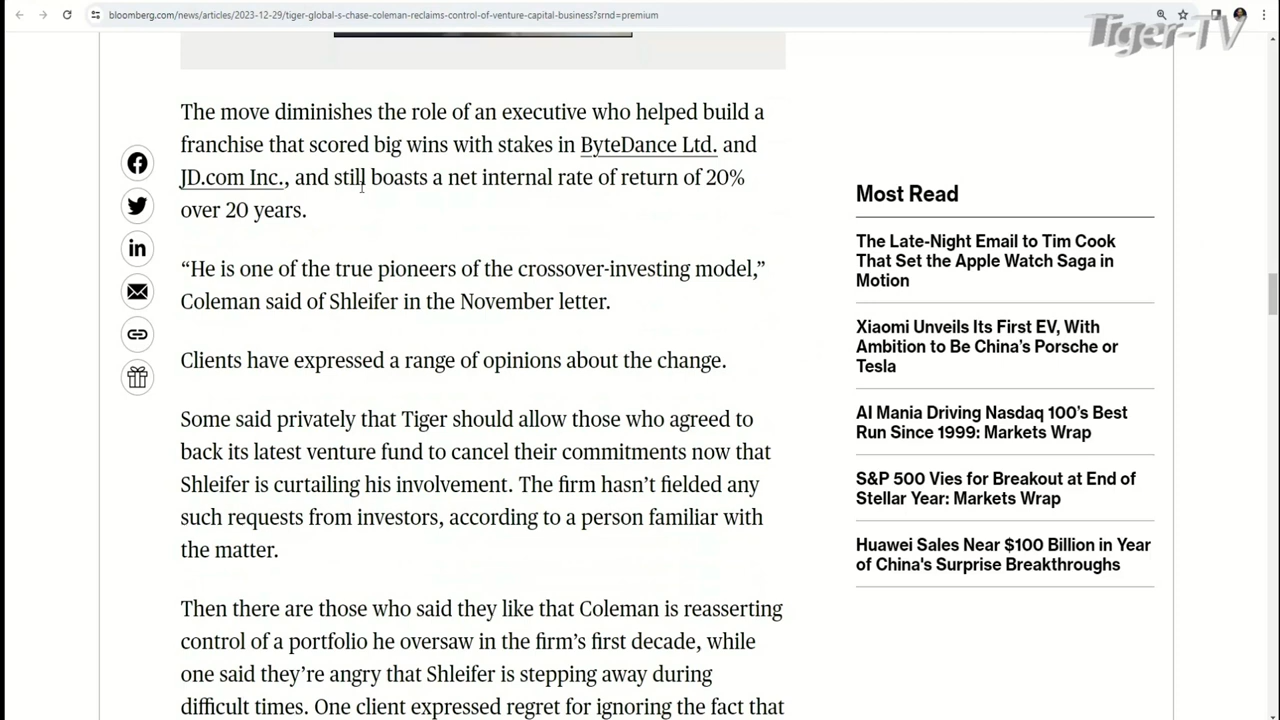 bloomberg.com/news/articles/2023-12-29/tiger-global-s-chase-coleman-reclaims-control-of-venture-capital-business?srnd=premium
Tiger-TV
The move diminishes the role of an executive who helped build a
franchise that scored big wins with stakes in ByteDance Ltd. and
JD.com Inc., and still boasts a net internal rate of return of 20%
over 20 years.
“He is one of the true pioneers of the crossover-investing model,”
Coleman said of Shleifer in the November letter.
Clients have expressed a range of opinions about the change.
Some said privately that Tiger should allow those who agreed to
back its latest venture fund to cancel their commitments now that
Shleifer is curtailing his involvement. The firm hasn’t fielded any
such requests from investors, according to a person familiar with
the matter.
Then there are those who said they like that Coleman is reasserting
control of a portfolio he oversaw in the firm’s first decade, while
one said they’re angry that Shleifer is stepping away during
difficult times. One client expressed regret for ignoring the fact that
Most Read
The Late-Night Email to Tim Cook
That Set the Apple Watch Saga in
Motion
Xiaomi Unveils Its First EV, With
Ambition to Be China’s Porsche or
Tesla
AI Mania Driving Nasdaq 100’s Best
Run Since 1999: Markets Wrap
S&P 500 Vies for Breakout at End of
Stellar Year: Markets Wrap
Huawei Sales Near $100 Billion in Year
of China's Surprise Breakthroughs